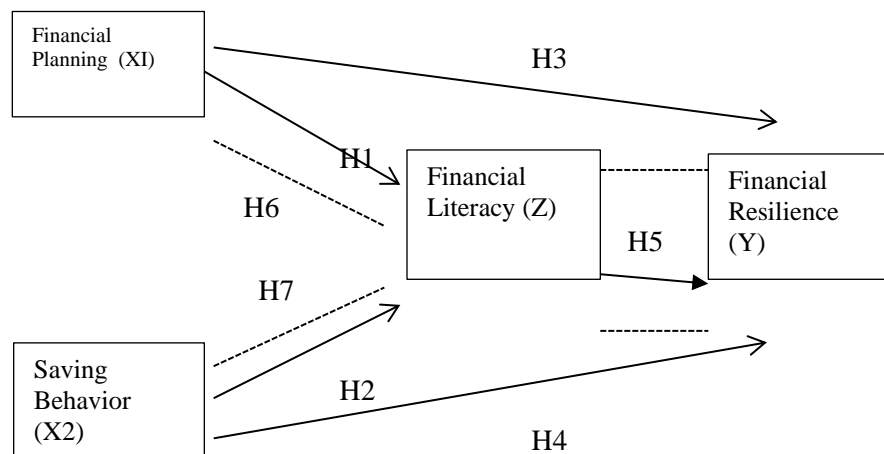 Financial
Planning (XI)
H3
H1
Financial
Literacy (Z)
Financial
Resilience
(Y)
H6
H5
H7
Saving
Behavior
(X2)
H2
H4